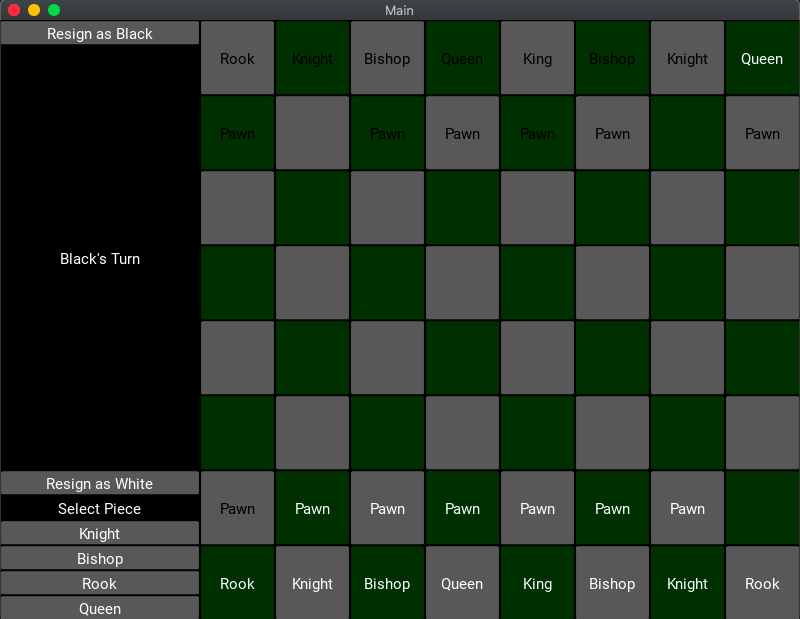 Main
Resign as Black
Rook Knight Bishop Queen King Bishop Knight Queen
Pawn Pawn Pawn Pawn Pawn Pawn
Black's Turn
Resign as White
Select Piece
Pawn Pawn Pawn Pawn Pawn Pawn Pawn
Knight
Bishop
Rook
Rook Knight Bishop Queen King Bishop Knight Rook
Queen